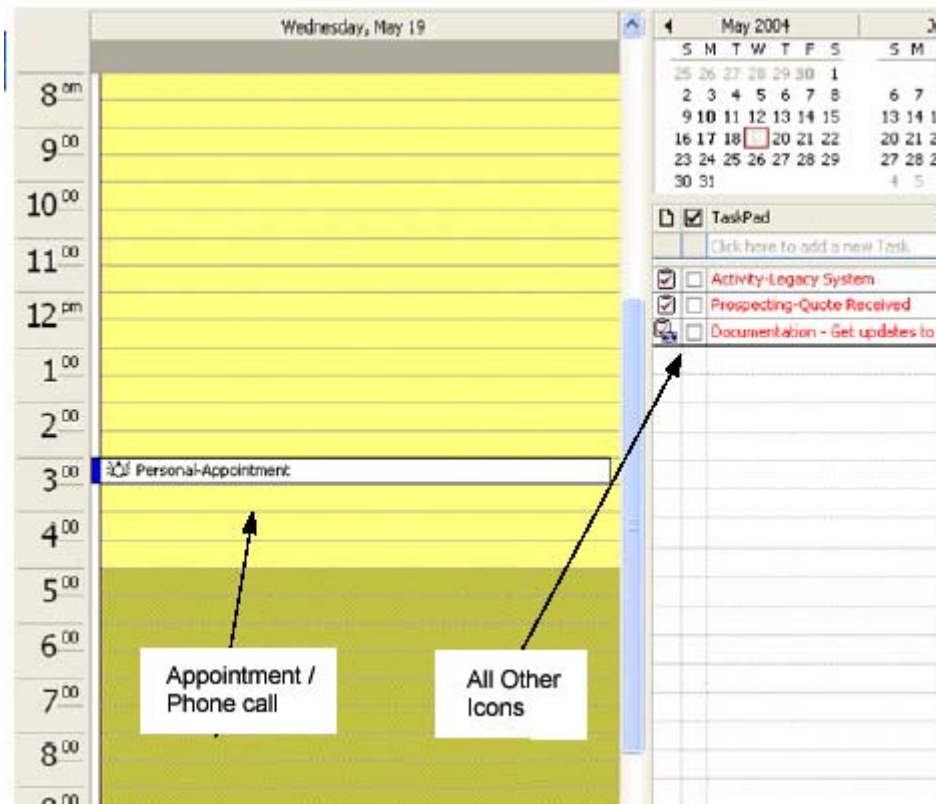 Wednesday, May 19
8 am
9 00
10 00
11 00
12 pm
1 00
2 00
3 00
Personal-Appointment
4 00
5 00
6 00
7 00
8 00
Appointment /
Phone call
All Other
Icons
May 2004
S M T W T F S
25 26 27 28 29 30 1
2 3 4 5 6 7 8
9 10 11 12 13 14 15
16 17 18 20 21 22
23 24 25 26 27 28 29
30 31
S M
6 7
13 14
20 21
27 28
4 5
TaskPad
Click here to add a new Task
Activity-Legacy System
Prospecting-Quote Received
Documentation - Get updates to